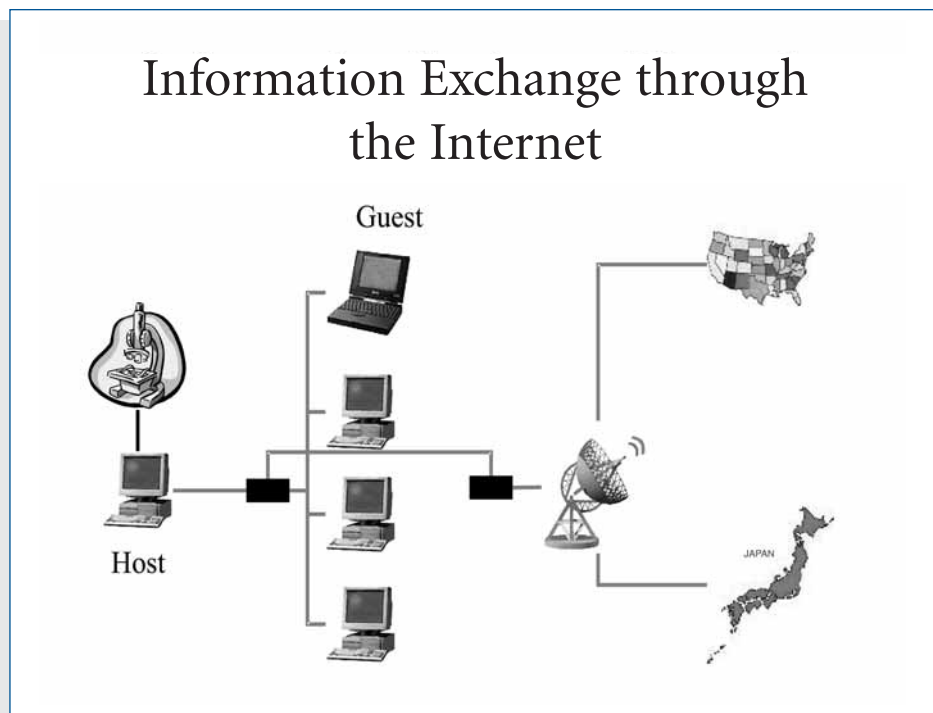 Information Exchange through
the Internet
Guest
Host
JAPAN